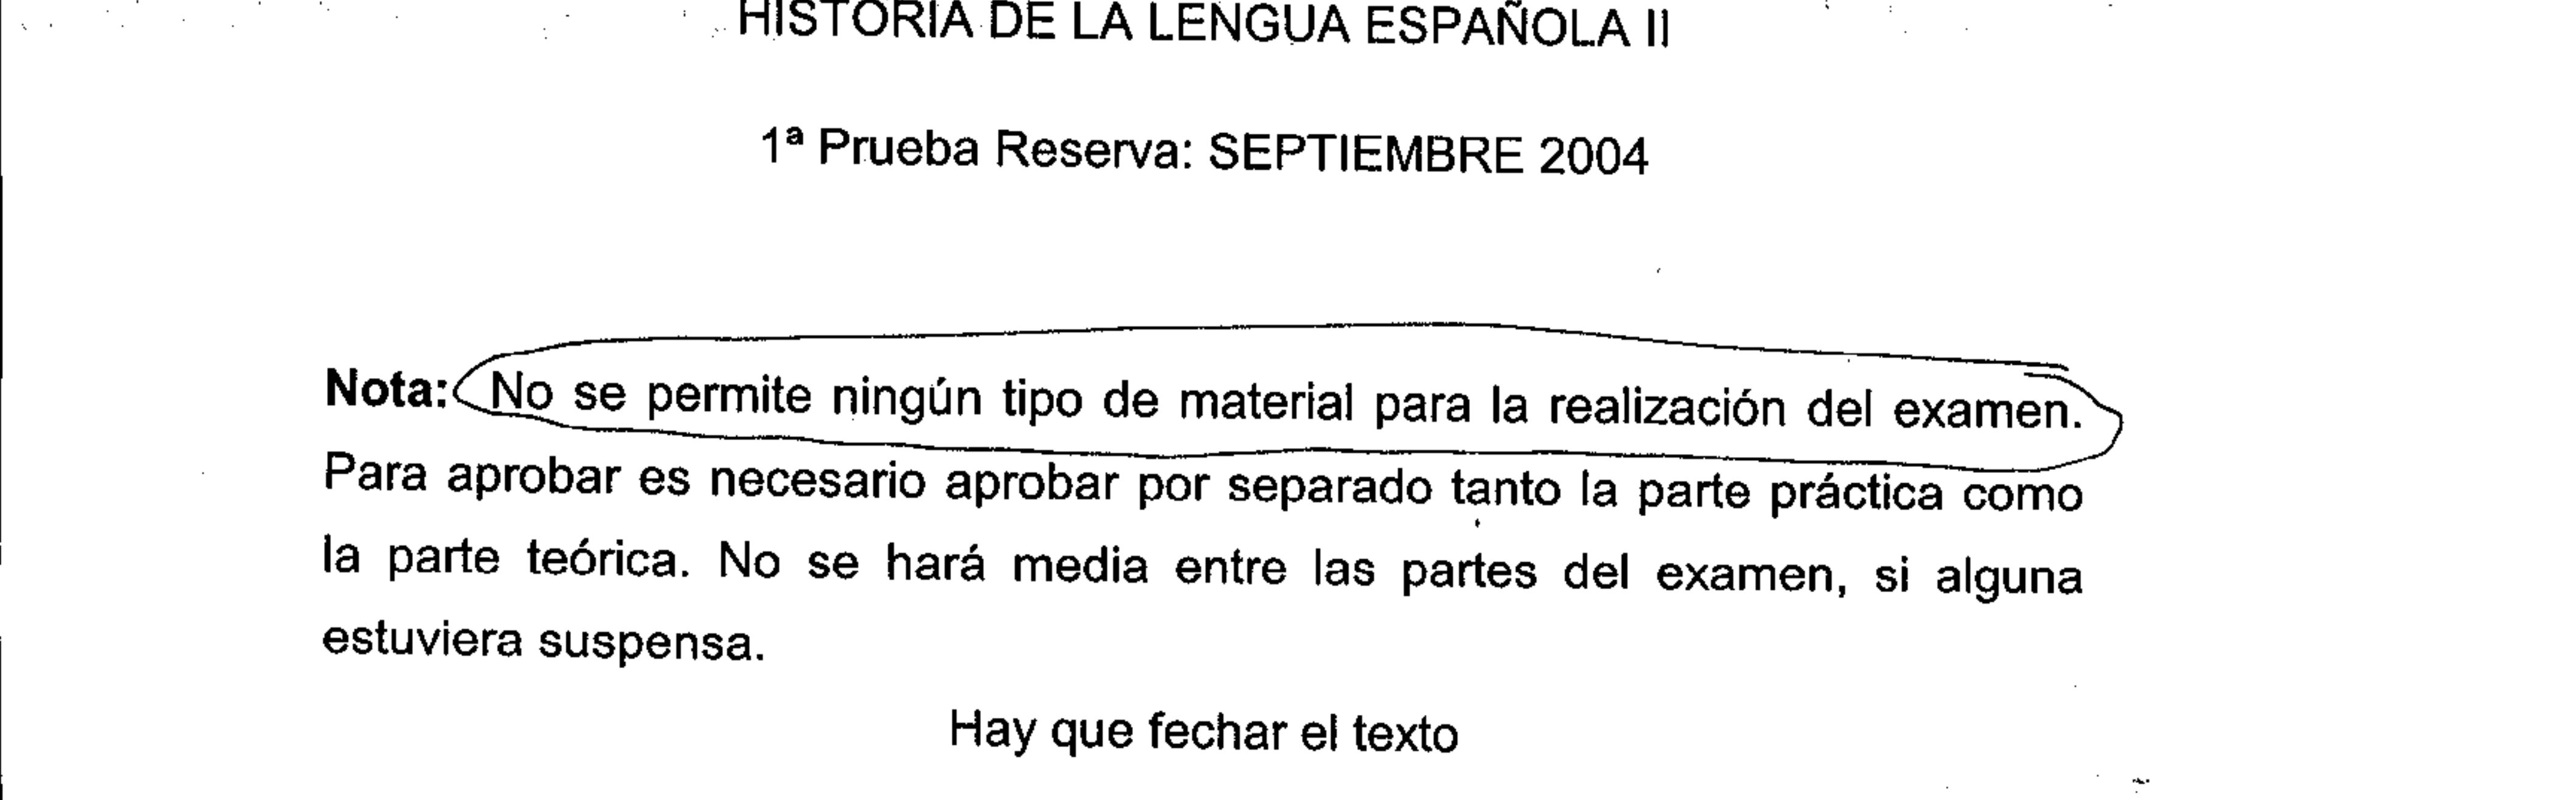 HISTORIA DE LA LENGUA ESPAÑOLA II
1ª Prueba Reserva: SEPTIEMBRE 2004
Nota: No se permite ningún tipo de material para la realización del examen.
Para aprobar es necesario aprobar por separado tanto la parte práctica como
la parte teórica. No se hará media entre las partes del examen, si alguna
estuviera suspensa.
Hay que fechar el texto